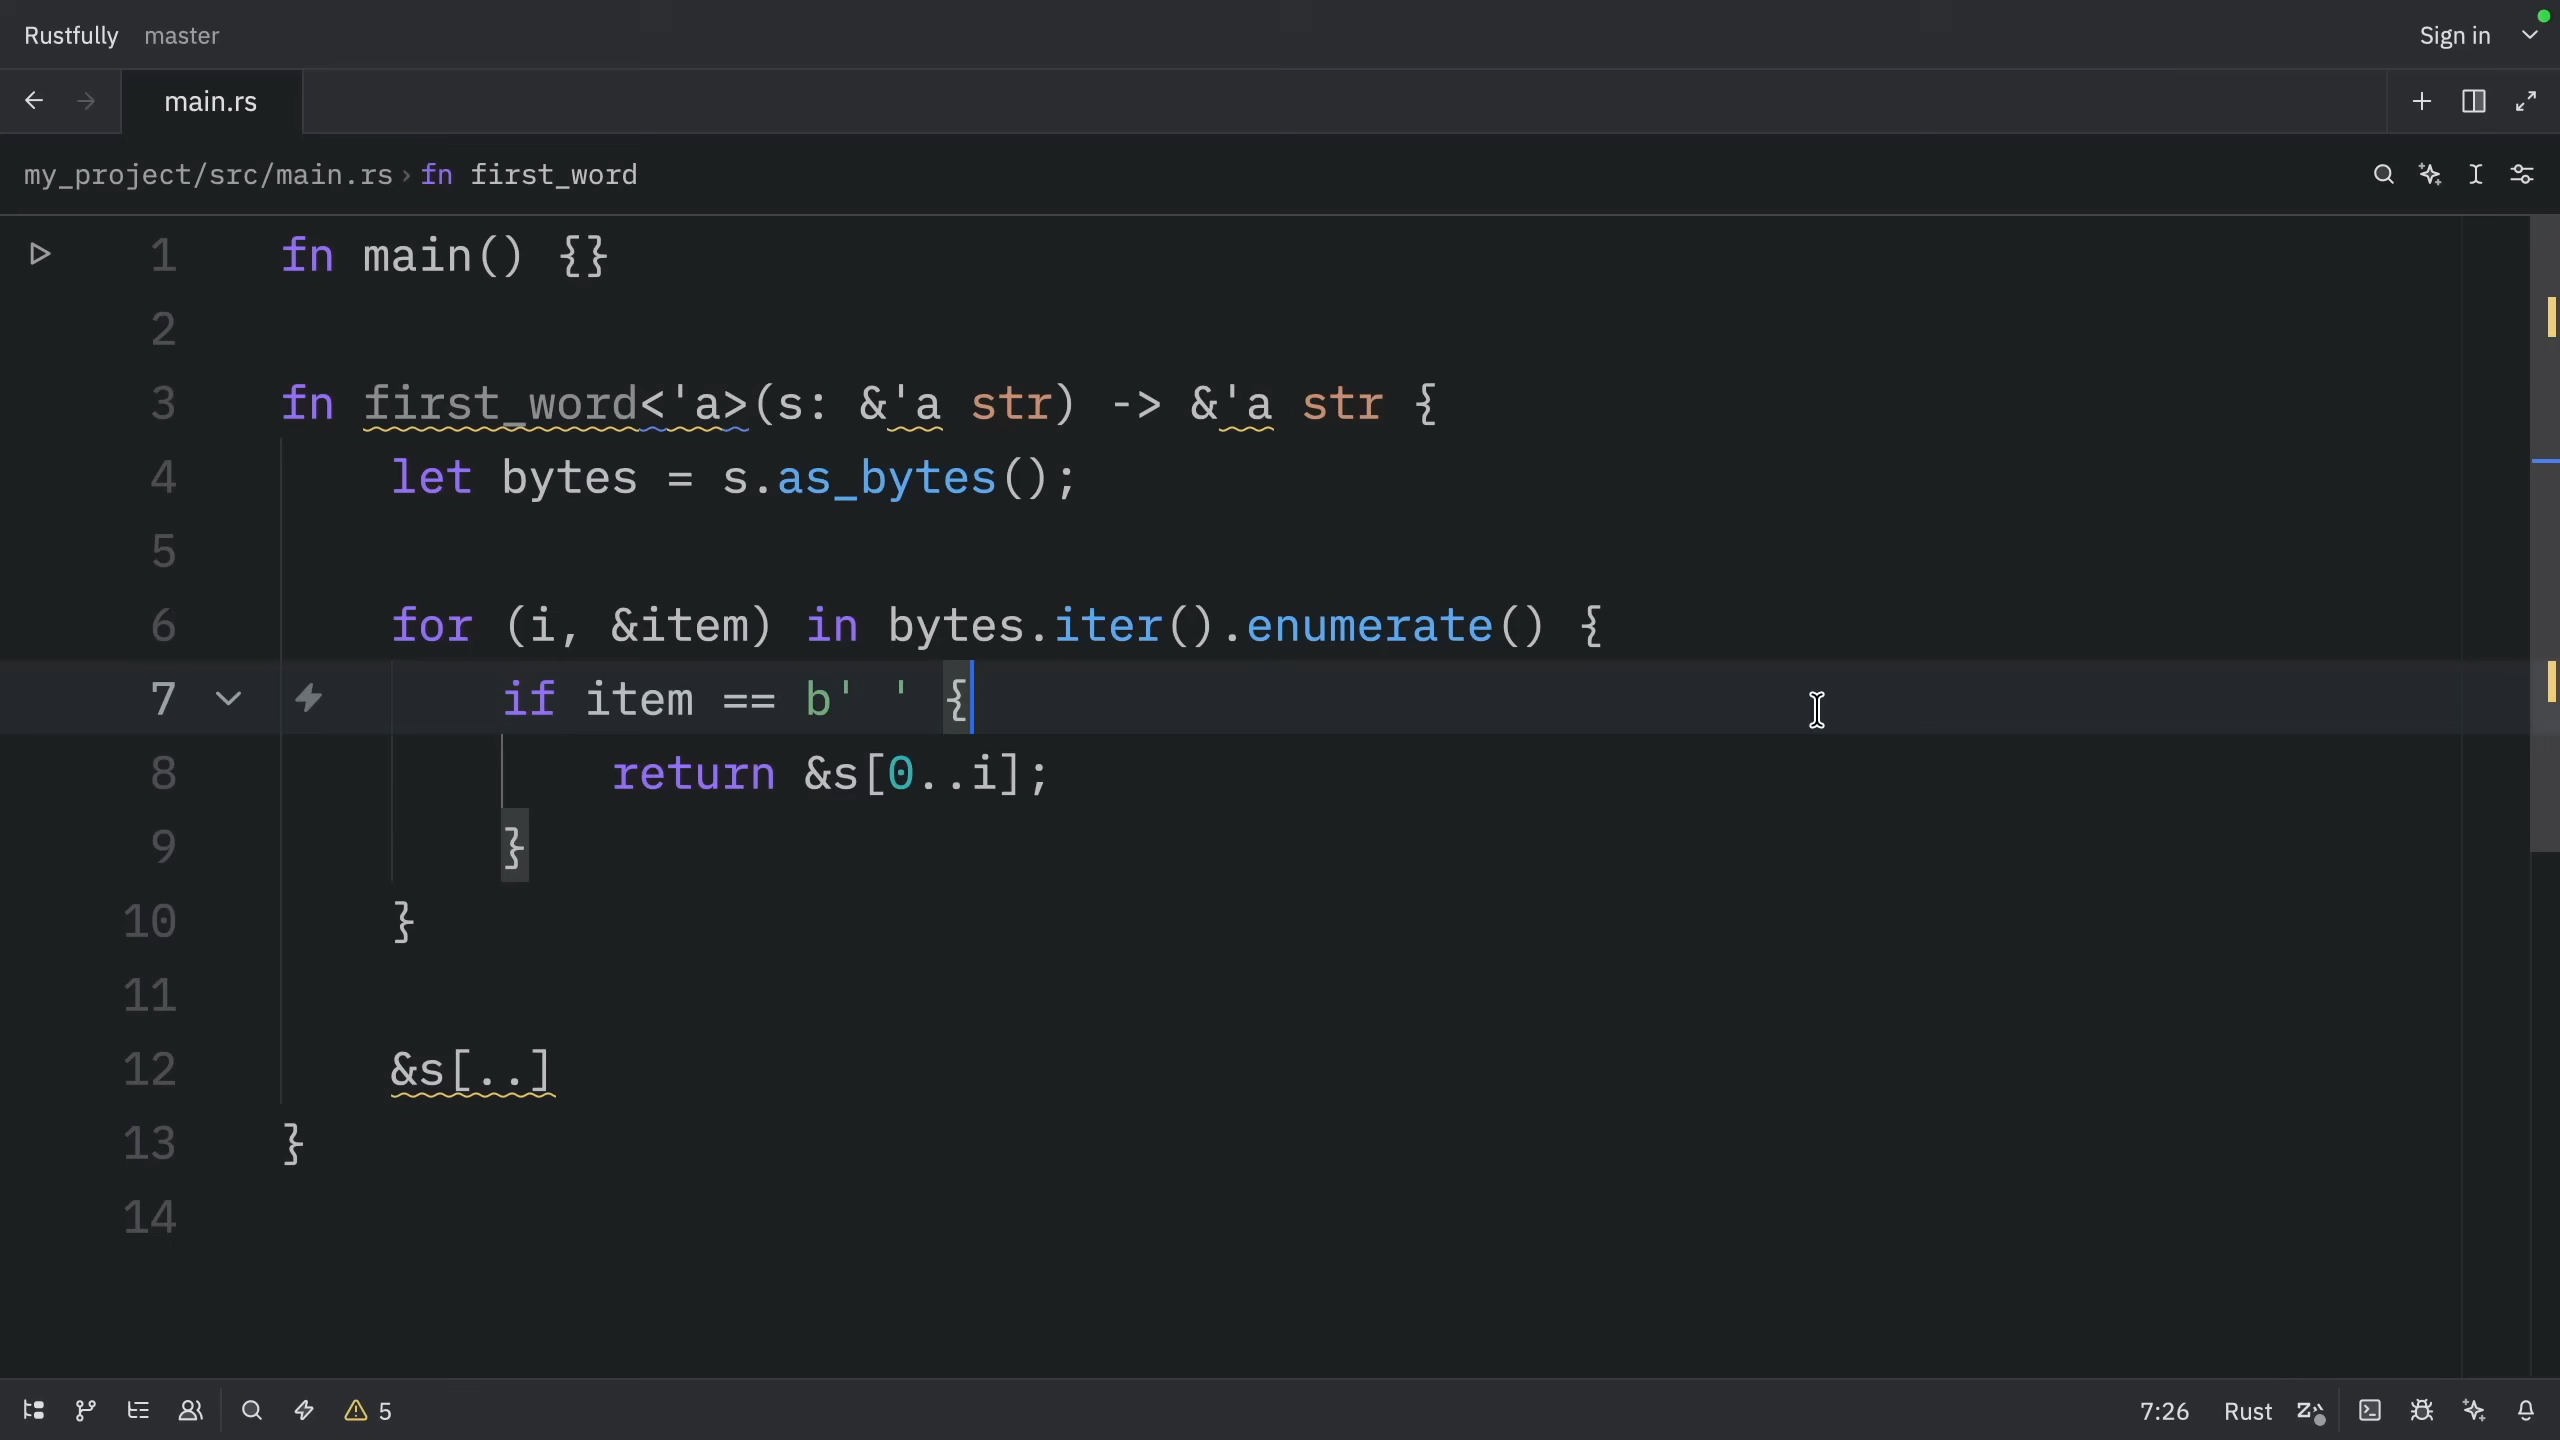 Rustfully master Sign in
main.rs
my_project/src/main.rs › fn first_word
1 fn main() {}
2
3 fn first_word<'a>(s: &'a str) -> &'a str {
4     let bytes = s.as_bytes();
5
6     for (i, &item) in bytes.iter().enumerate() {
7         if item == b' ' {
8             return &s[0..i];
9         }
10     }
11
12     &s[..]
13 }
14
5 7:26 Rust